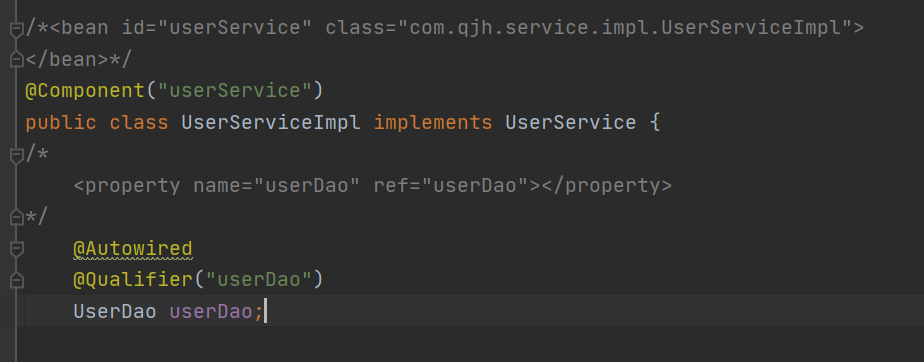 /*<bean id="userService" class="com.qjh.service.impl.UserServiceImpl">
</bean>*/
@Component("userService")
public class UserServiceImpl implements UserService {
/*
    <property name="userDao" ref="userDao"></property>
*/
    @Autowired
    @Qualifier("userDao")
    UserDao userDao;